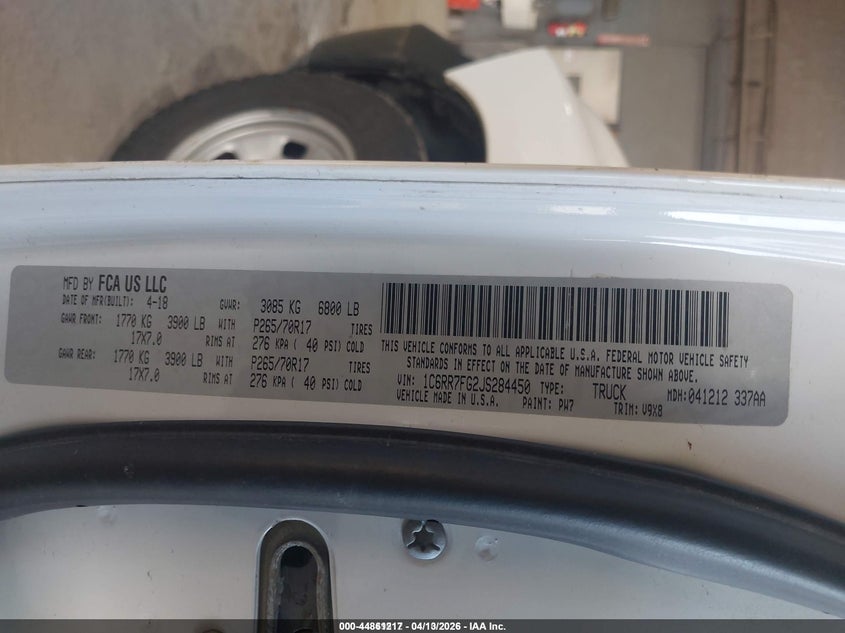 MFD BY FCA US LLC
DATE OF MFR(BUILT): 4-18 GVWR: 3085 KG 6800 LB
GAWR FRONT: 1770 KG 3900 LB WITH P265/70R17 TIRES
17X7.0 RIMS AT 276 KPA ( 40 PSI) COLD
GAWR REAR: 1770 KG 3900 LB WITH P265/70R17 TIRES
17X7.0 RIMS AT 276 KPA ( 40 PSI) COLD
THIS VEHICLE CONFORMS TO ALL APPLICABLE U.S.A. FEDERAL MOTOR VEHICLE SAFETY
STANDARDS IN EFFECT ON THE DATE OF MANUFACTURE SHOWN ABOVE.
VIN: 1C6RR7FG2JS284450 TYPE: TRUCK MDH: 041212 337AA
VEHICLE MADE IN U.S.A. PAINT: PW7 TRIM: V9X8
04/13/2026 - IAA Inc.